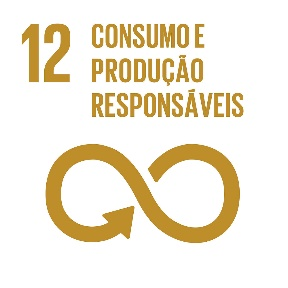 12 CONSUMO E
PRODUÇÃO
RESPONSÁVEIS